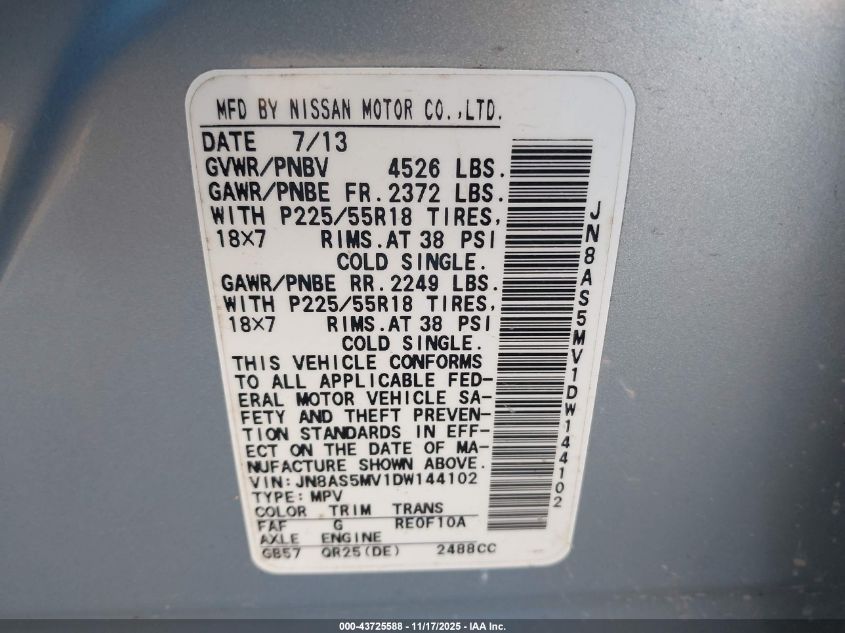 MFD BY NISSAN MOTOR CO.,LTD.
DATE 7/13
GVWR/PNBV 4526 LBS.
GAWR/PNBE FR. 2372 LBS.
WITH P225/55R18 TIRES,
18X7 RIMS.AT 38 PSI
COLD SINGLE.
GAWR/PNBE RR. 2249 LBS.
WITH P225/55R18 TIRES,
18X7 RIMS.AT 38 PSI
COLD SINGLE.
THIS VEHICLE CONFORMS
TO ALL APPLICABLE FED-
ERAL MOTOR VEHICLE SA-
FETY AND THEFT PREVEN-
TION STANDARDS IN EFF-
ECT ON THE DATE OF MA-
NUFACTURE SHOWN ABOVE.
VIN: JN8AS5MV1DW144102
TYPE: MPV
COLOR TRIM TRANS
FAF G RE0F10A
AXLE ENGINE
GB57 QR25(DE) 2488CC
JN8AS5MV1DW144102
000-43725588 - 11/17/2025 - IAA Inc.